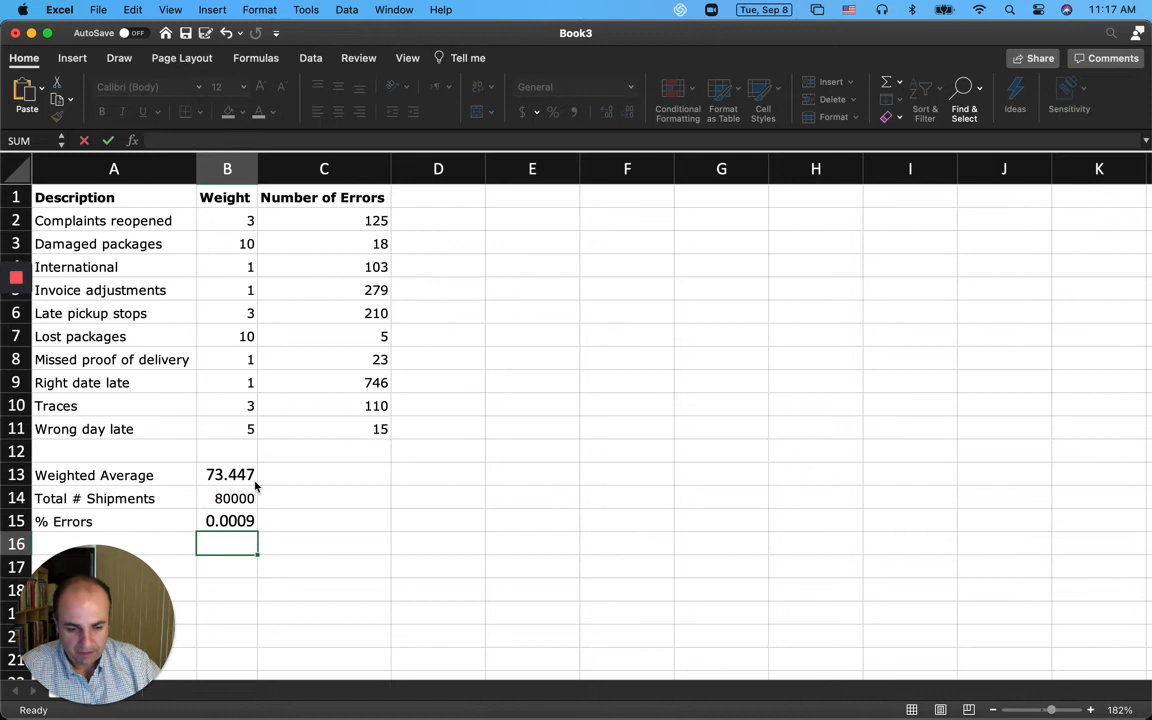 Excel File Edit View Insert Format Tools Data Window Help Tue, Sep 8 11:17 AM
AutoSave OFF Book3
Home Insert Draw Page Layout Formulas Data Review View Tell me Share Comments
Paste Calibri (Body) 12 A A General Conditional Formatting Format as Table Cell Styles Insert Delete Format Sort & Filter Find & Select Ideas Sensitivity
B I U A $ %
SUM fx
A B C D E F G H I J K
1 Description Weight Number of Errors
2 Complaints reopened 3 125
3 Damaged packages 10 18
International 1 103
Invoice adjustments 1 279
6 Late pickup stops 3 210
7 Lost packages 10 5
8 Missed proof of delivery 1 23
9 Right date late 1 746
10 Traces 3 110
11 Wrong day late 5 15
12
13 Weighted Average 73.447
14 Total # Shipments 80000
15 % Errors 0.0009
16
17
18
1
2
21
Ready 182%